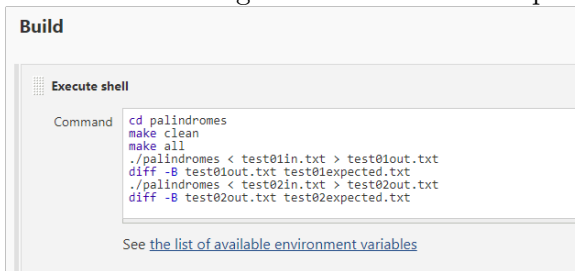 Build
Execute shell
Command
cd palindromes
make clean
make all
./palindromes < test01in.txt > test01out.txt
diff -B test01out.txt test01expected.txt
./palindromes < test02in.txt > test02out.txt
diff -B test02out.txt test02expected.txt
See the list of available environment variables